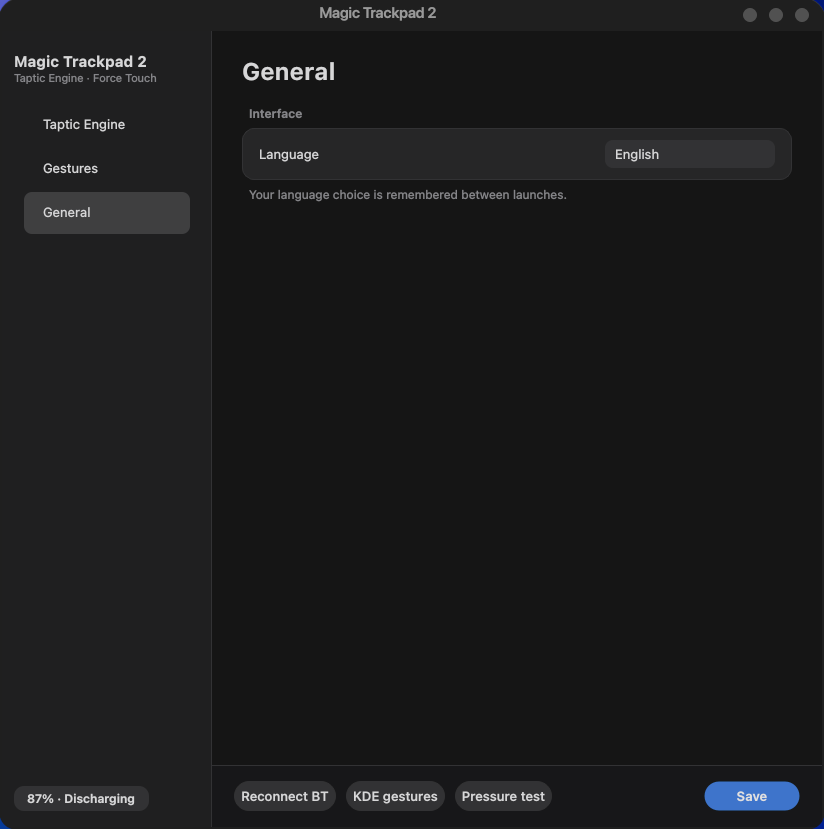 Magic Trackpad 2
Magic Trackpad 2
Taptic Engine · Force Touch
Taptic Engine
Gestures
General
87% · Discharging
General
Interface
Language
English
Your language choice is remembered between launches.
Reconnect BT
KDE gestures
Pressure test
Save